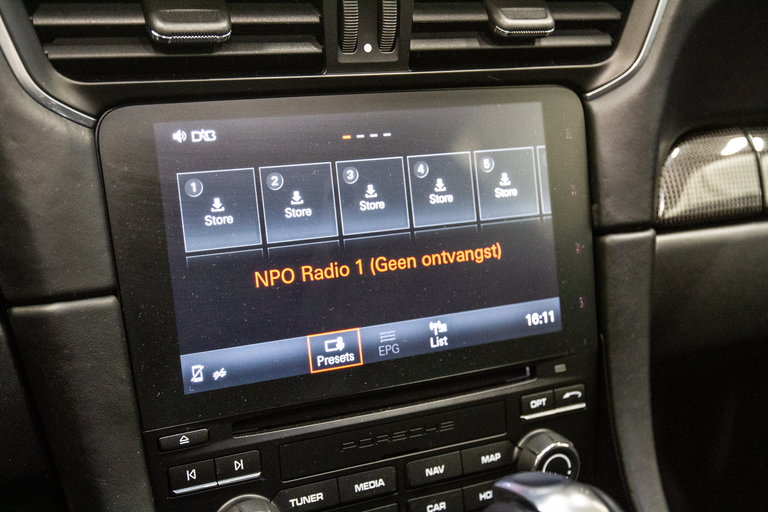 DAB
1 2 3 4 5
Store Store Store Store Store
NPO Radio 1 (Geen ontvangst)
Presets EPG List 16:11
OPT
PORSCHE
TUNER MEDIA NAV MAP
CAR